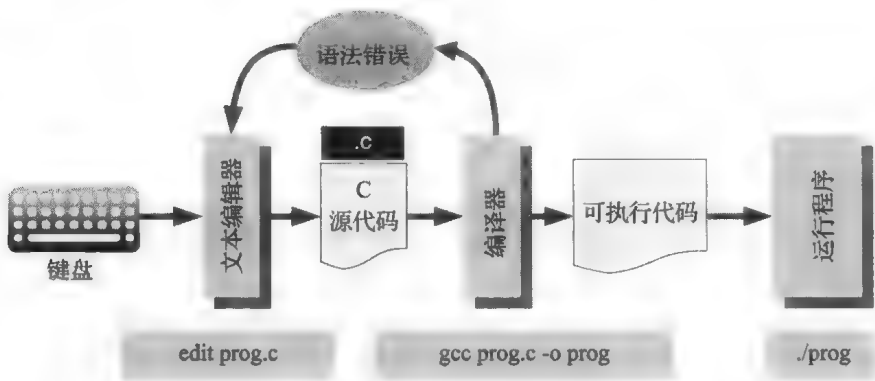 语法错误
.c
C
源代码
文本编辑器
编译器
可执行代码
运行程序
键盘
edit prog.c
gcc prog.c -o prog
./prog